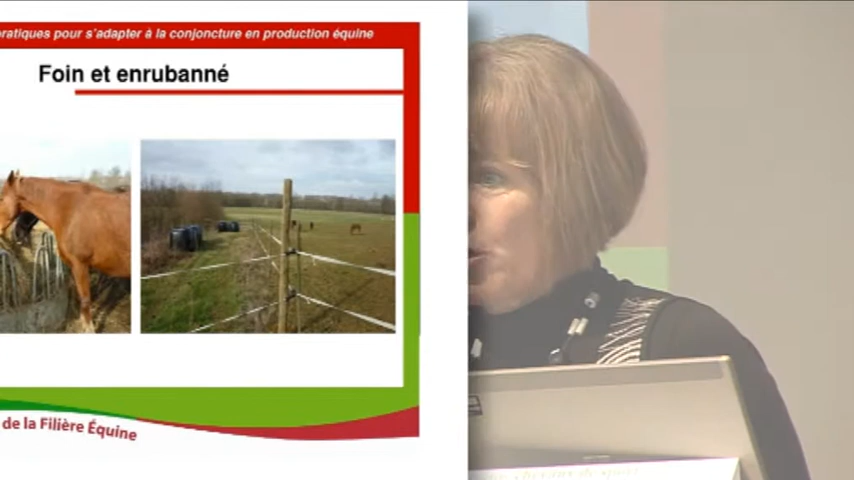 pratiques pour s'adapter à la conjoncture en production équine
Foin et enrubanné
de la Filière Équine